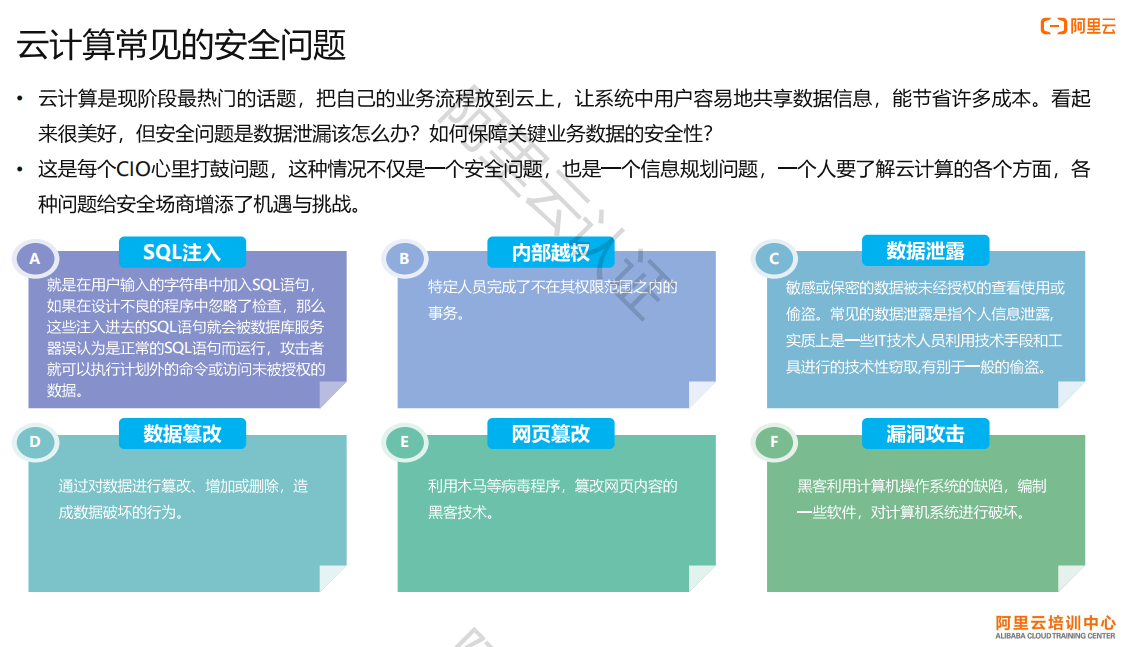 云计算常见的安全问题
阿里云
• 云计算是现阶段最热门的话题，把自己的业务流程放到云上，让系统中用户容易地共享数据信息，能节省许多成本。看起
来很美好，但安全问题是数据泄漏该怎么办？如何保障关键业务数据的安全性？
• 这是每个CIO心里打鼓问题，这种情况不仅是一个安全问题，也是一个信息规划问题，一个人要了解云计算的各个方面，各
种问题给安全场商增添了机遇与挑战。
阿里云认证
A
SQL注入
就是在用户输入的字符串中加入SQL语句，
如果在设计不良的程序中忽略了检查，那么
这些注入进去的SQL语句就会被数据库服务
器误认为是正常的SQL语句而运行，攻击者
就可以执行计划外的命令或访问未被授权的
数据。
B
内部越权
特定人员完成了不在其权限范围之内的
事务。
C
数据泄露
敏感或保密的数据被未经授权的查看使用或
偷盗。常见的数据泄露是指个人信息泄露,
实质上是一些IT技术人员利用技术手段和工
具进行的技术性窃取,有别于一般的偷盗。
D
数据篡改
通过对数据进行篡改、增加或删除，造
成数据破坏的行为。
E
网页篡改
利用木马等病毒程序，篡改网页内容的
黑客技术。
F
漏洞攻击
黑客利用计算机操作系统的缺陷，编制
一些软件，对计算机系统进行破坏。
阿里云培训中心
ALIBABA CLOUD TRAINING CENTER